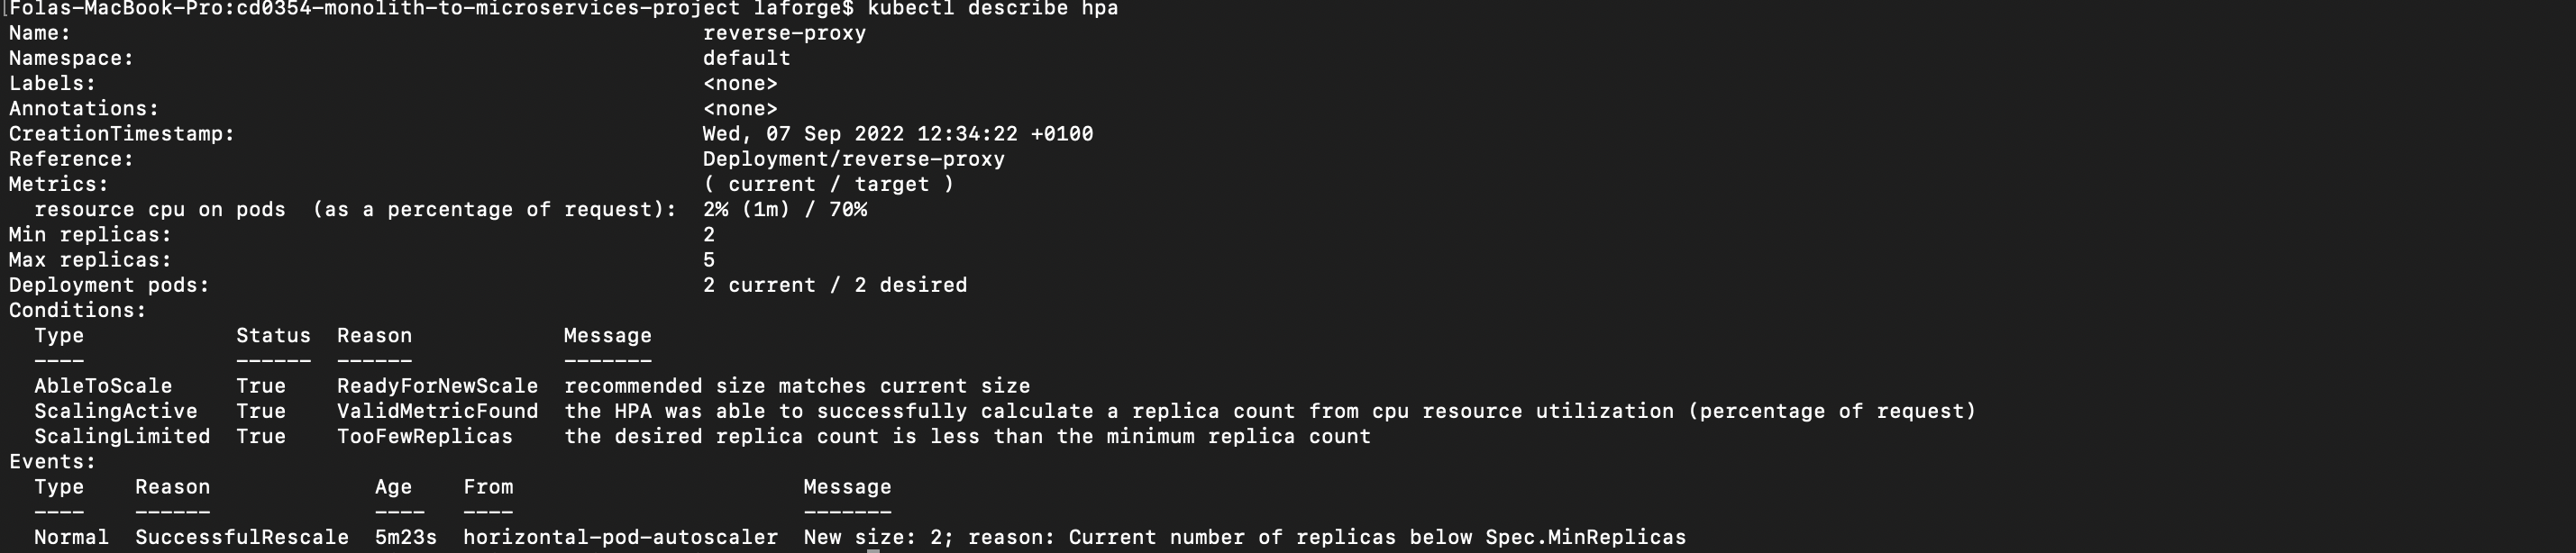 [Folas-MacBook-Pro:cd0354-monolith-to-microservices-project laforge$ kubectl describe hpa
Name:                                                  reverse-proxy
Namespace:                                             default
Labels:                                                <none>
Annotations:                                           <none>
CreationTimestamp:                                     Wed, 07 Sep 2022 12:34:22 +0100
Reference:                                             Deployment/reverse-proxy
Metrics:                                               ( current / target )
  resource cpu on pods  (as a percentage of request):  2% (1m) / 70%
Min replicas:                                          2
Max replicas:                                          5
Deployment pods:                                       2 current / 2 desired
Conditions:
  Type            Status  Reason            Message
  ----            ------  ------            -------
  AbleToScale     True    ReadyForNewScale  recommended size matches current size
  ScalingActive   True    ValidMetricFound  the HPA was able to successfully calculate a replica count from cpu resource utilization (percentage of request)
  ScalingLimited  True    TooFewReplicas    the desired replica count is less than the minimum replica count
Events:
  Type    Reason             Age    From                       Message
  ----    ------             ----   ----                       -------
  Normal  SuccessfulRescale  5m23s  horizontal-pod-autoscaler  New size: 2; reason: Current number of replicas below Spec.MinReplicas